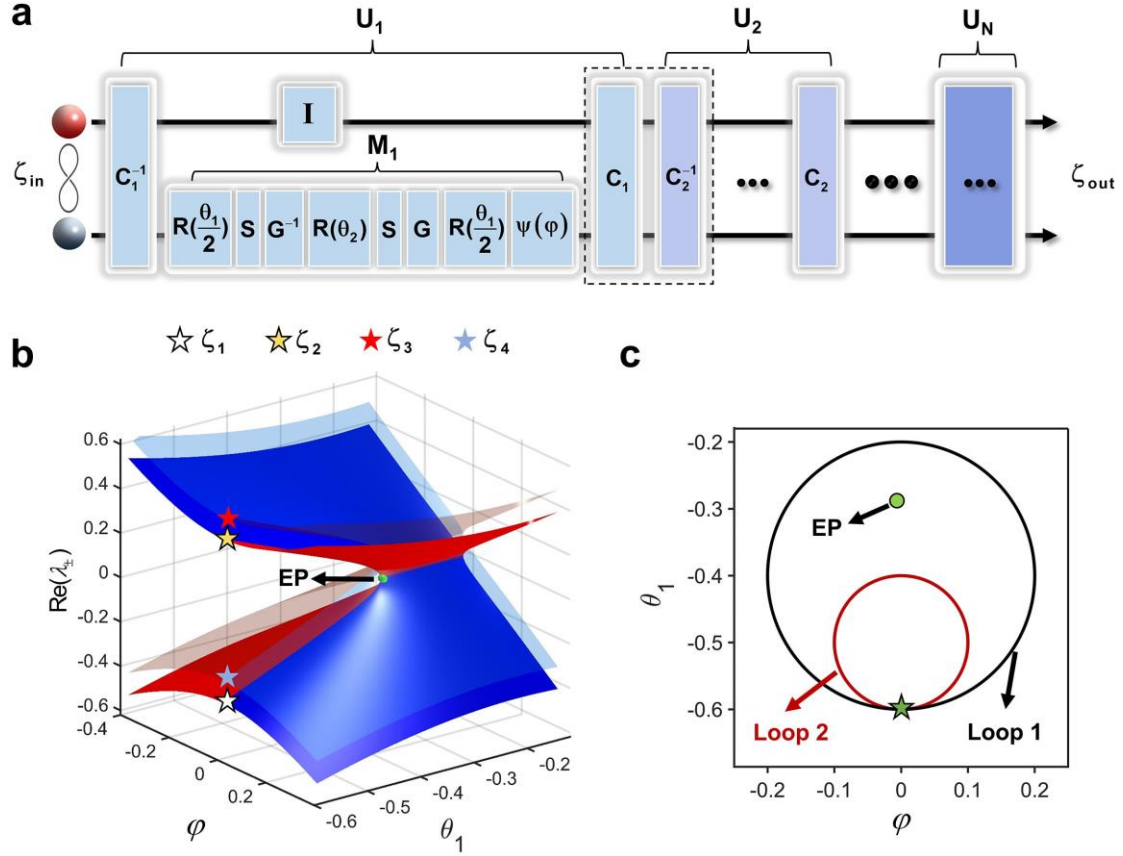 a
U₁ U₂ U_N
ζ_in C₁⁻¹ I C₁ C₂⁻¹ ••• C₂ ••• ••• ζ_out
M₁
R(θ₁/2) S G⁻¹ R(θ₂) S G R(θ₁/2) ψ(φ)
☆ ζ₁ ★ ζ₂ ★ ζ₃ ★ ζ₄
b
Re(λ±)
0.6
0.4
0.2
0
-0.2
-0.4
-0.6
EP
-0.4 -0.2 0 0.2
φ
-0.6 -0.5 -0.4 -0.3 -0.2
θ₁
c
θ₁
-0.2
-0.3
-0.4
-0.5
-0.6
EP
Loop 2
Loop 1
-0.2 -0.1 0 0.1 0.2
φ